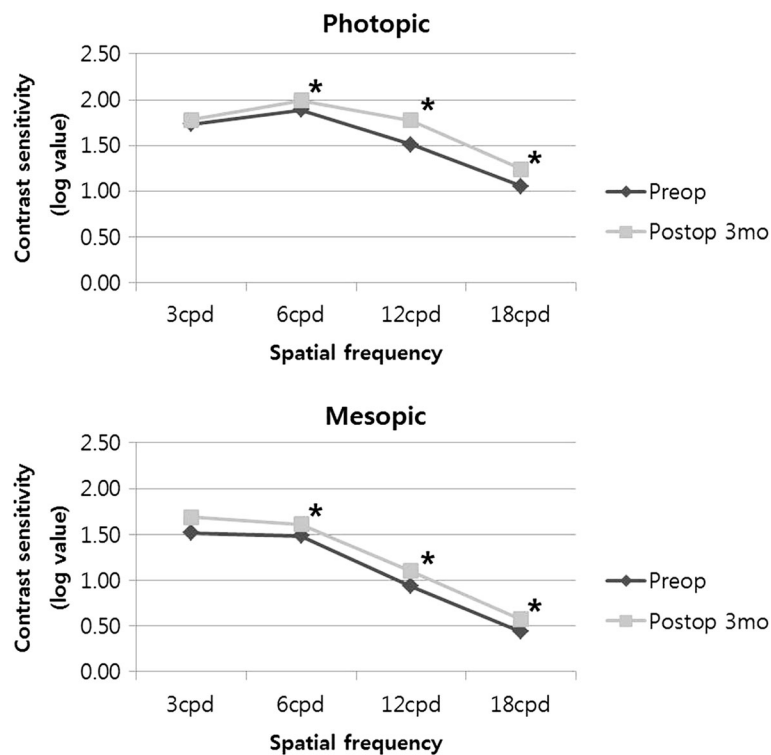 Photopic
Contrast sensitivity
(log value)
2.50
2.00
1.50
1.00
0.50
0.00
*
*
*
3cpd 6cpd 12cpd 18cpd
Spatial frequency
Preop
Postop 3mo
Mesopic
Contrast sensitivity
(log value)
2.50
2.00
1.50
1.00
0.50
0.00
*
*
*
3cpd 6cpd 12cpd 18cpd
Spatial frequency
Preop
Postop 3mo